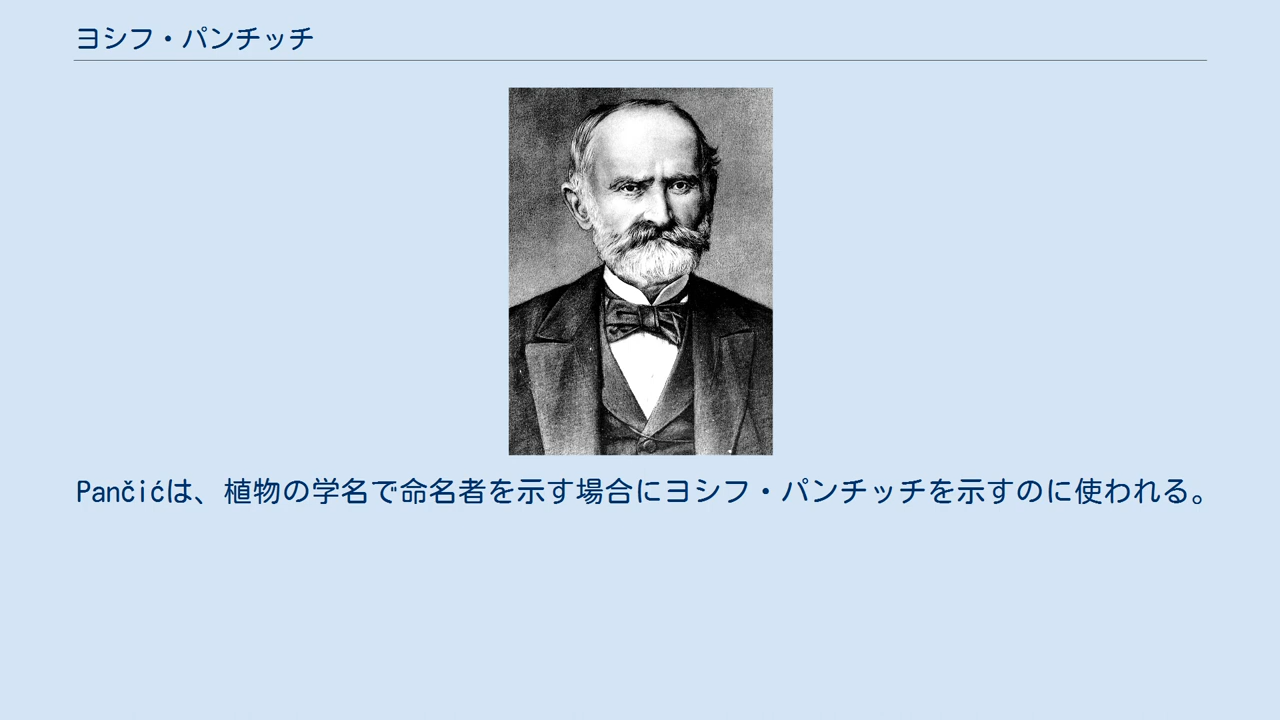 ヨシフ・パンチッチ
Pančićは、植物の学名で命名者を示す場合にヨシフ・パンチッチを示すのに使われる。